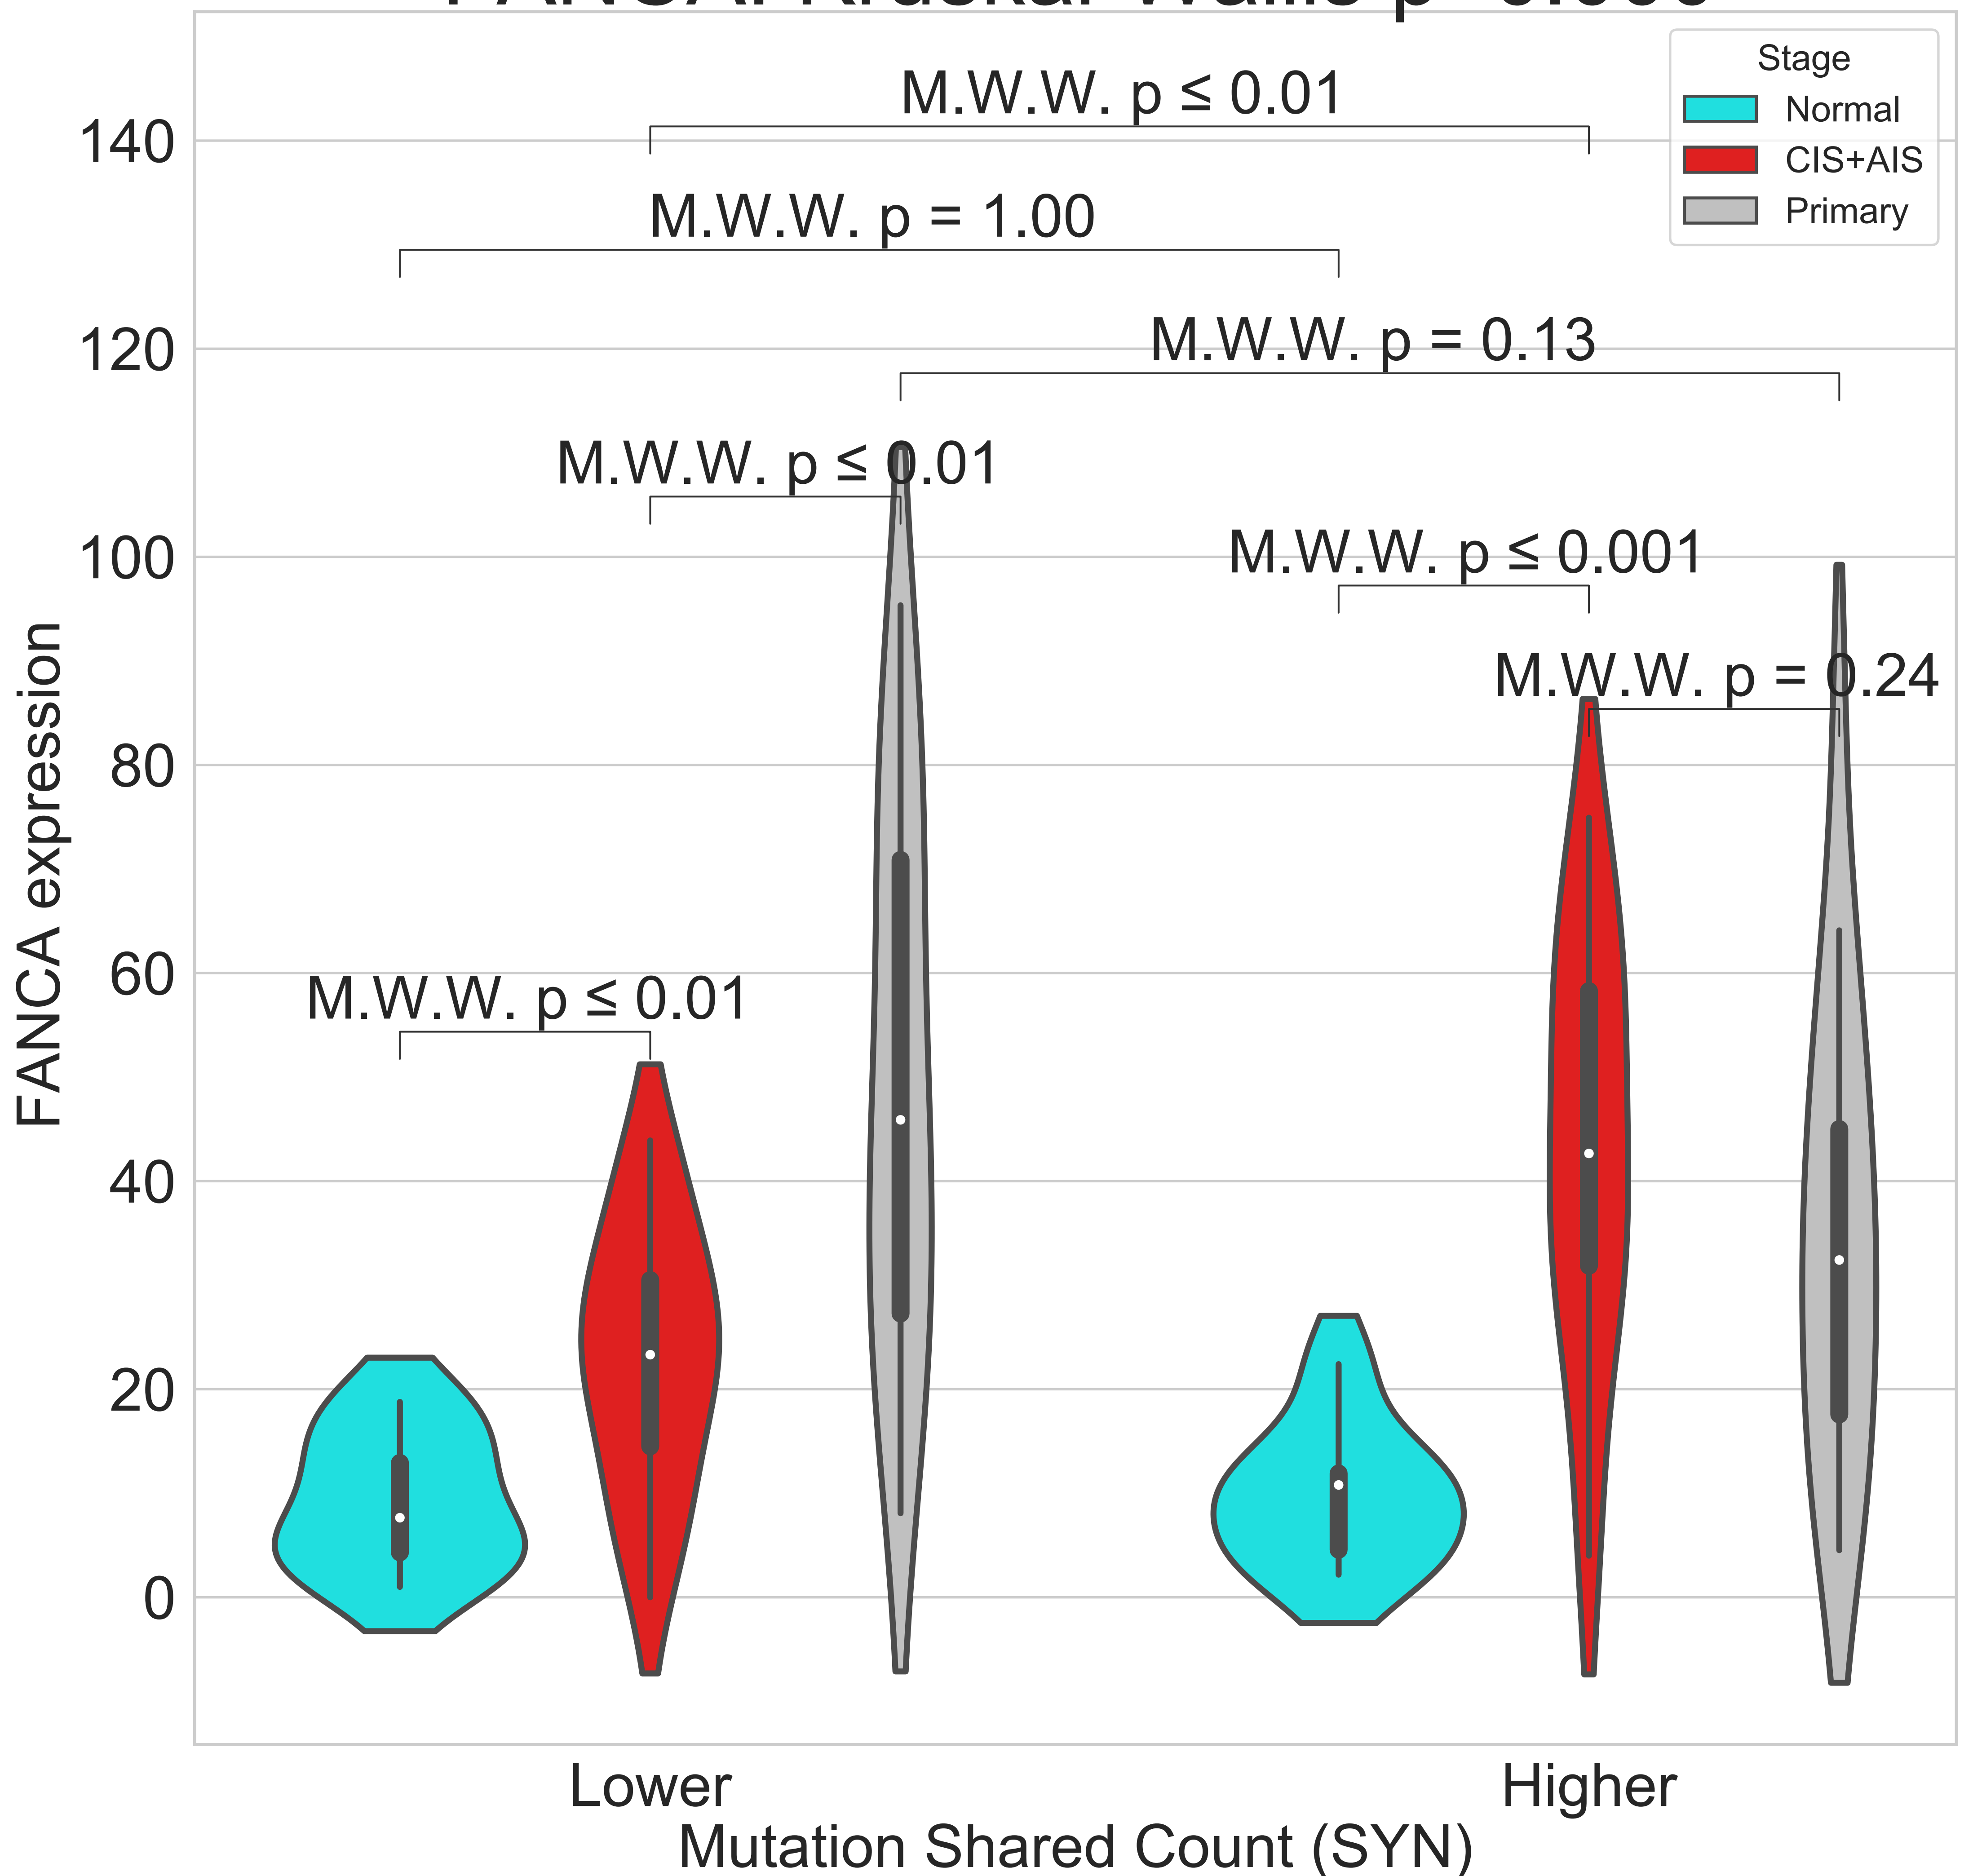 Stage
Normal
CIS+AIS
Primary
M.W.W. p ≤ 0.01
M.W.W. p = 1.00
M.W.W. p = 0.13
M.W.W. p ≤ 0.01
M.W.W. p ≤ 0.001
M.W.W. p = 0.24
M.W.W. p ≤ 0.01
140
120
100
80
60
40
20
0
FANCA expression
Lower
Higher
Mutation Shared Count (SYN)